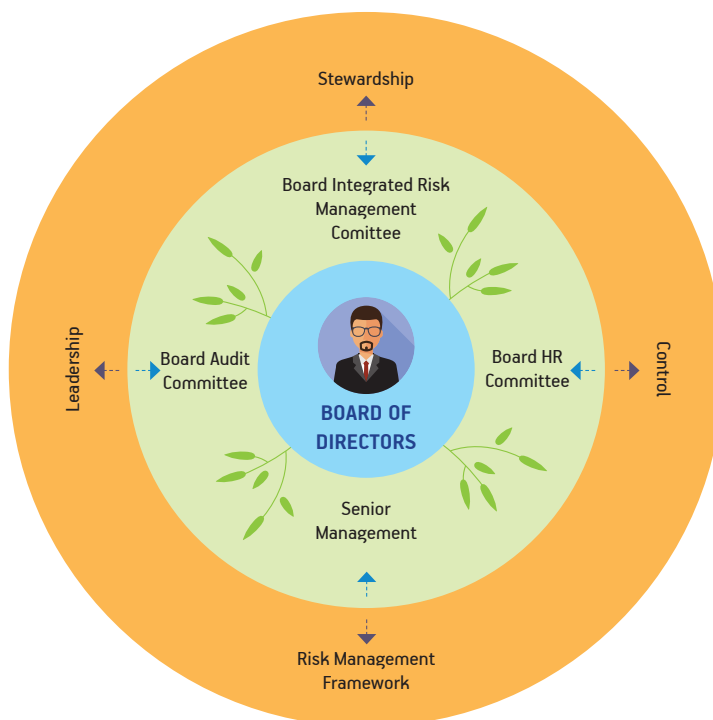 Stewardship
Board Integrated Risk
Management
Comittee
Leadership
Board Audit
Committee
Board HR
Committee
Control
BOARD OF
DIRECTORS
Senior
Management
Risk Management
Framework